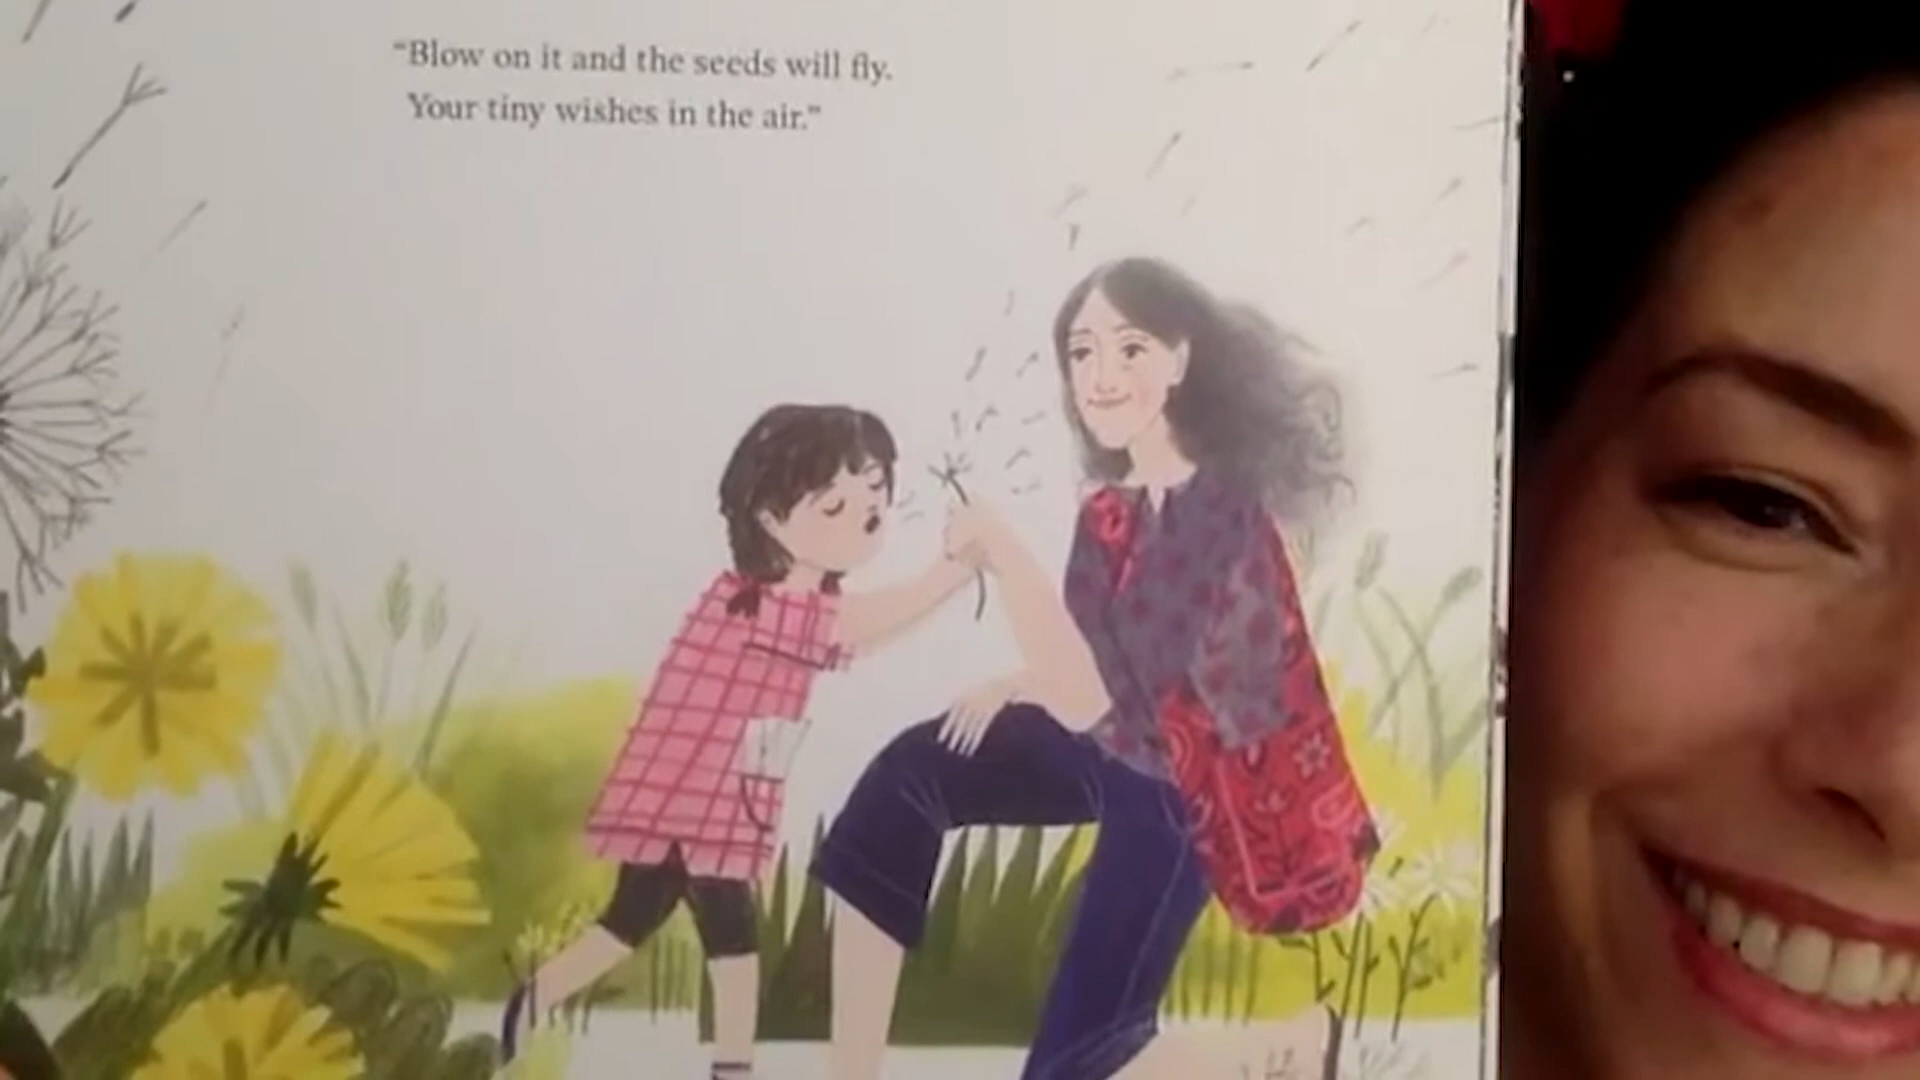 “Blow on it and the seeds will fly.
Your tiny wishes in the air.”